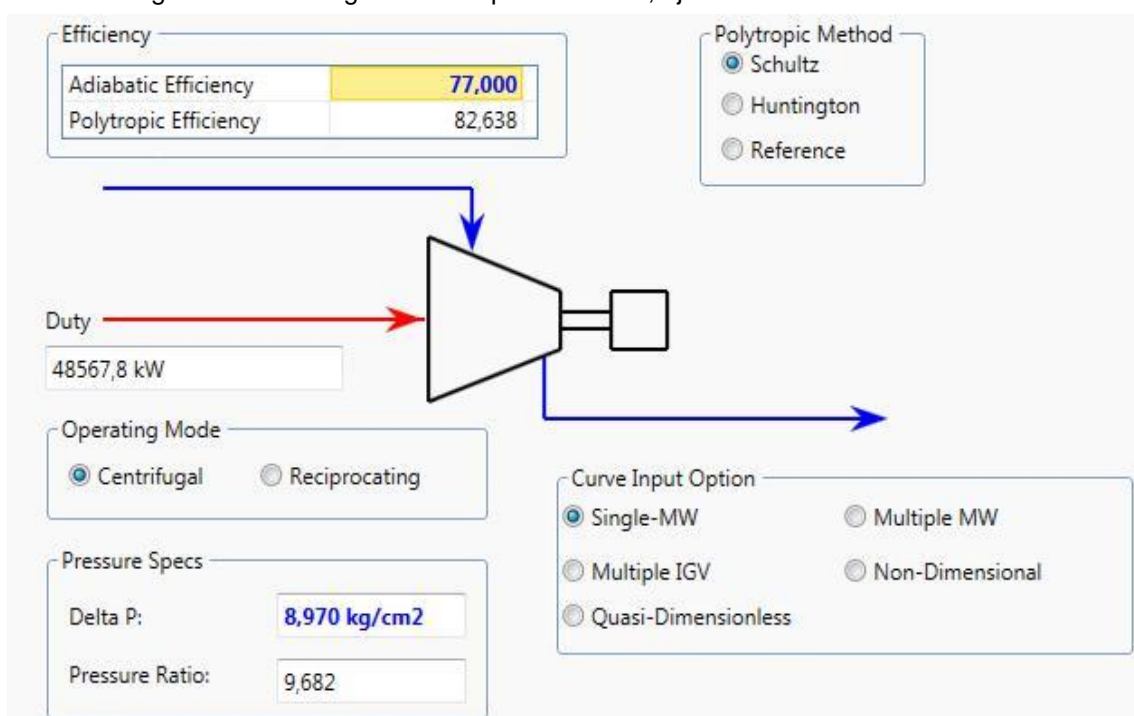 Efficiency
Adiabatic Efficiency 77,000
Polytropic Efficiency 82,638
Polytropic Method
Schultz
Huntington
Reference
Duty
48567,8 kW
Operating Mode
Centrifugal Reciprocating
Pressure Specs
Delta P: 8,970 kg/cm2
Pressure Ratio: 9,682
Curve Input Option
Single-MW Multiple MW
Multiple IGV Non-Dimensional
Quasi-Dimensionless